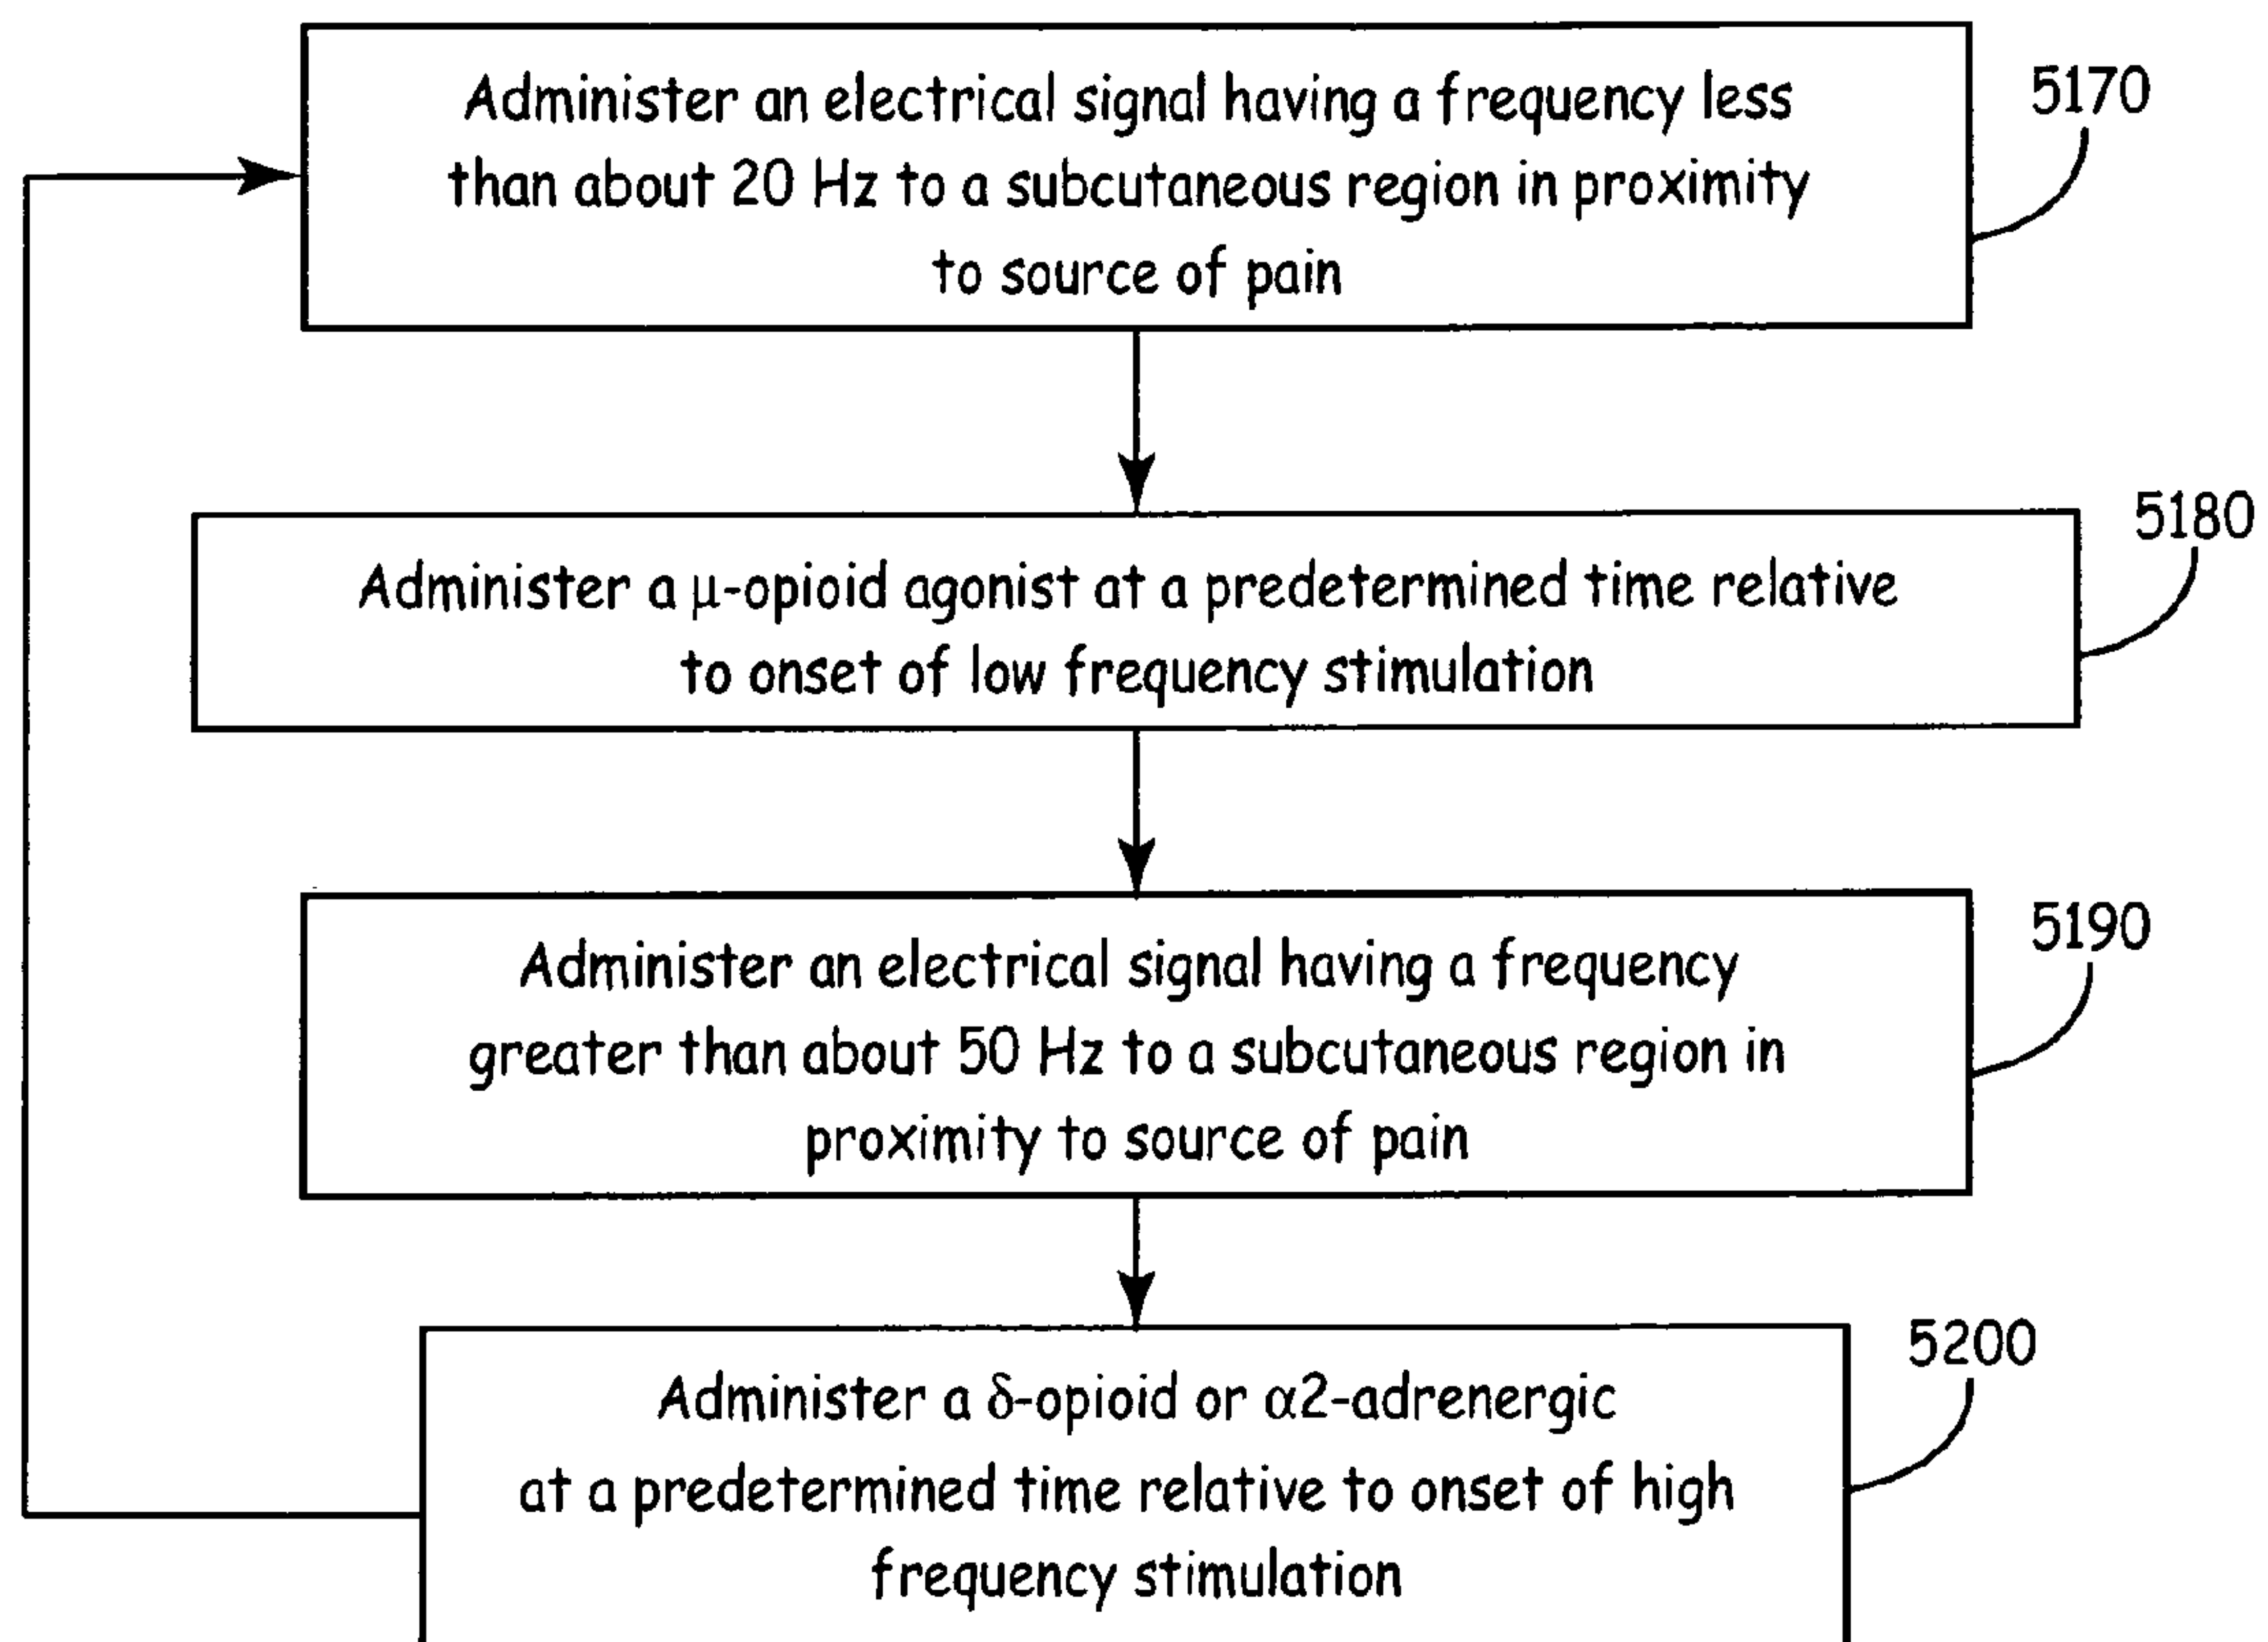 Administer an electrical signal having a frequency less
than about 20 Hz to a subcutaneous region in proximity
to source of pain
5170
Administer a μ-opioid agonist at a predetermined time relative
to onset of low frequency stimulation
5180
Administer an electrical signal having a frequency
greater than about 50 Hz to a subcutaneous region in
proximity to source of pain
5190
Administer a δ-opioid or α2-adrenergic
at a predetermined time relative to onset of high
frequency stimulation
5200